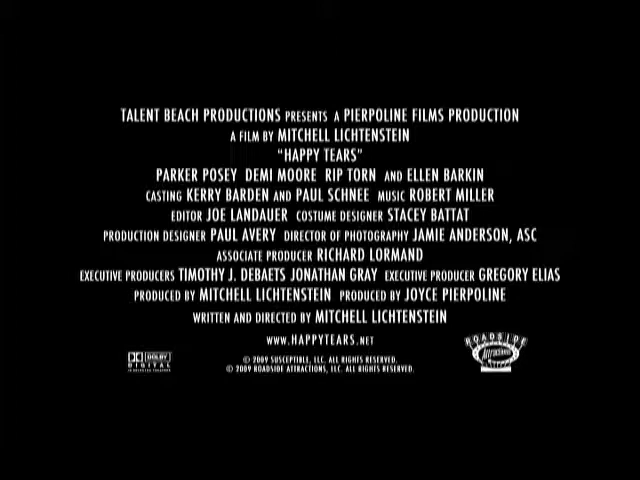 TALENT BEACH PRODUCTIONS PRESENTS A PIERPOLINE FILMS PRODUCTION
A FILM BY MITCHELL LICHTENSTEIN
"HAPPY TEARS"
PARKER POSEY DEMI MOORE RIP TORN AND ELLEN BARKIN
CASTING KERRY BARDEN AND PAUL SCHNEE MUSIC ROBERT MILLER
EDITOR JOE LANDAUER COSTUME DESIGNER STACEY BATTAT
PRODUCTION DESIGNER PAUL AVERY DIRECTOR OF PHOTOGRAPHY JAMIE ANDERSON, ASC
ASSOCIATE PRODUCER RICHARD LORMAND
EXECUTIVE PRODUCERS TIMOTHY J. DEBAETS JONATHAN GRAY EXECUTIVE PRODUCER GREGORY ELIAS
PRODUCED BY MITCHELL LICHTENSTEIN PRODUCED BY JOYCE PIERPOLINE
WRITTEN AND DIRECTED BY MITCHELL LICHTENSTEIN
WWW.HAPPYTEARS.NET
ROADSIDE
Attractions
DOLBY
DIGITAL
IN SELECTED THEATRES
© 2009 SUSCEPTIBLE, LLC. ALL RIGHTS RESERVED.
© 2009 ROADSIDE ATTRACTIONS, LLC. ALL RIGHTS RESERVED.